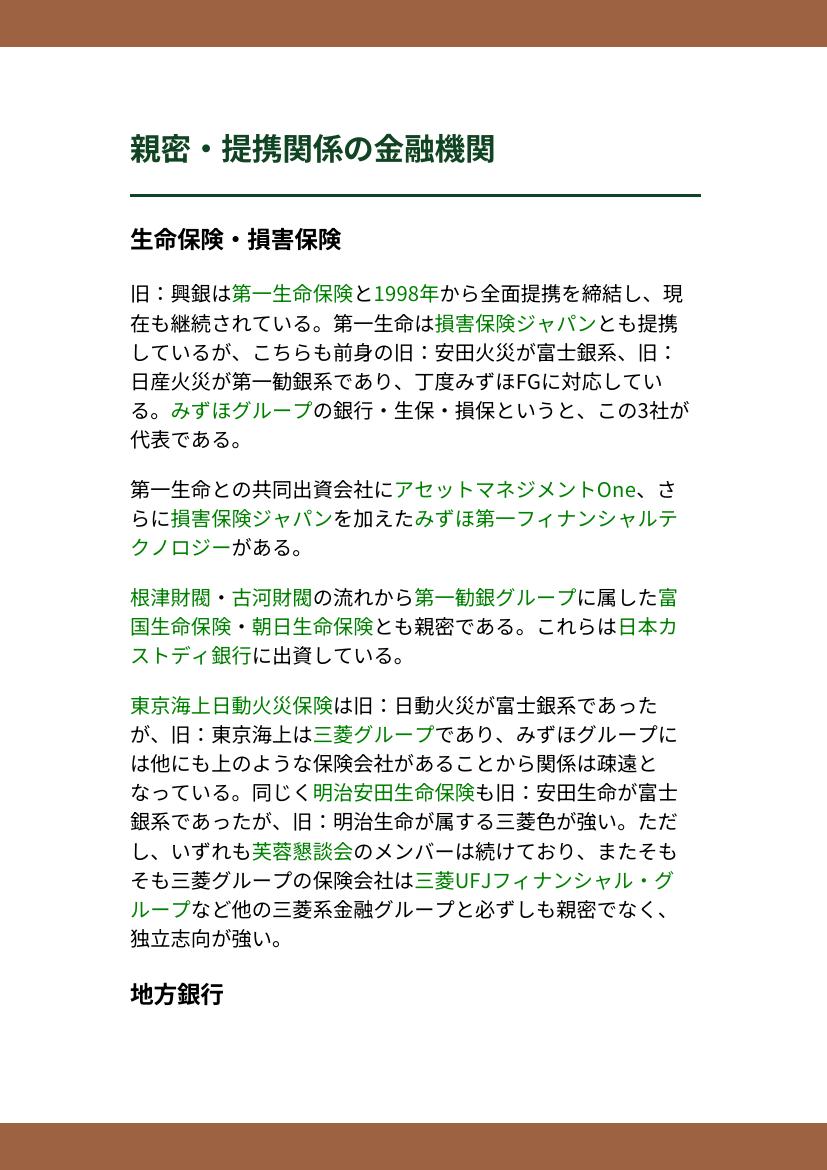 親密・提携関係の金融機関
生命保険・損害保険
旧：興銀は第一生命保険と1998年から全面提携を締結し、現
在も継続されている。第一生命は損害保険ジャパンとも提携
しているが、こちらも前身の旧：安田火災が富士銀系、旧：
日産火災が第一勧銀系であり、丁度みずほFGに対応してい
る。みずほグループの銀行・生保・損保というと、この3社が
代表である。
第一生命との共同出資会社にアセットマネジメントOne、さ
らに損害保険ジャパンを加えたみずほ第一フィナンシャルテ
クノロジーがある。
根津財閥・古河財閥の流れから第一勧銀グループに属した富
国生命保険・朝日生命保険とも親密である。これらは日本カ
ストディ銀行に出資している。
東京海上日動火災保険は旧：日動火災が富士銀系であった
が、旧：東京海上は三菱グループであり、みずほグループに
は他にも上のような保険会社があることから関係は疎遠と
なっている。同じく明治安田生命保険も旧：安田生命が富士
銀系であったが、旧：明治生命が属する三菱色が強い。ただ
し、いずれも芙蓉懇談会のメンバーは続けており、またそも
そも三菱グループの保険会社は三菱UFJフィナンシャル・グ
ループなど他の三菱系金融グループと必ずしも親密でなく、
独立志向が強い。
地方銀行